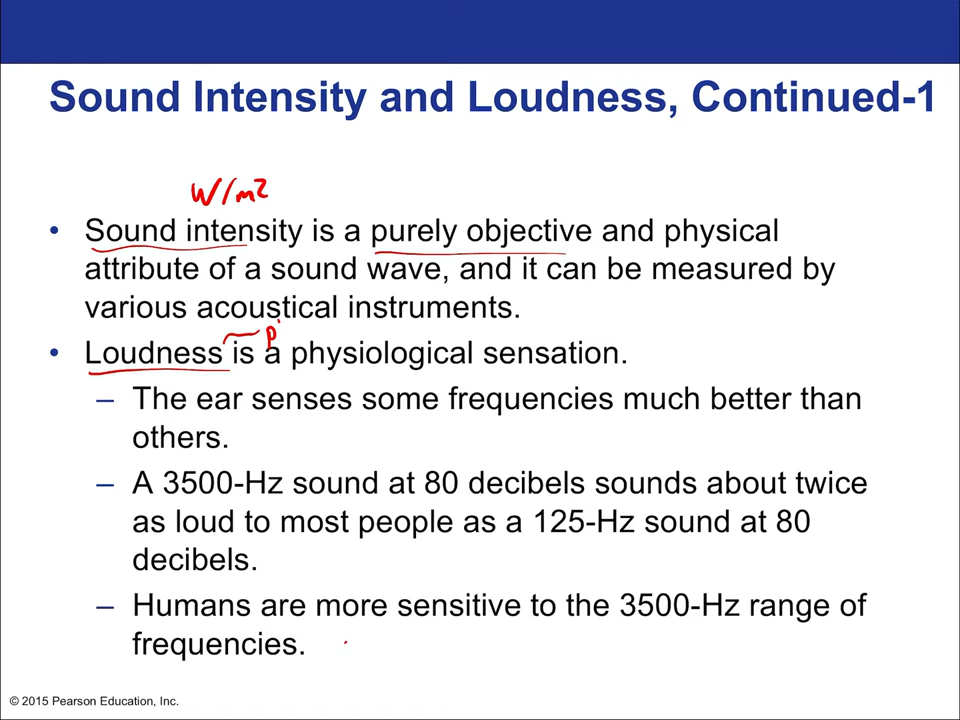 Sound Intensity and Loudness, Continued-1
W/m2
• Sound intensity is a purely objective and physical
attribute of a sound wave, and it can be measured by
various acoustical instruments.
p
• Loudness is a physiological sensation.
– The ear senses some frequencies much better than
others.
– A 3500-Hz sound at 80 decibels sounds about twice
as loud to most people as a 125-Hz sound at 80
decibels.
– Humans are more sensitive to the 3500-Hz range of
frequencies.
© 2015 Pearson Education, Inc.